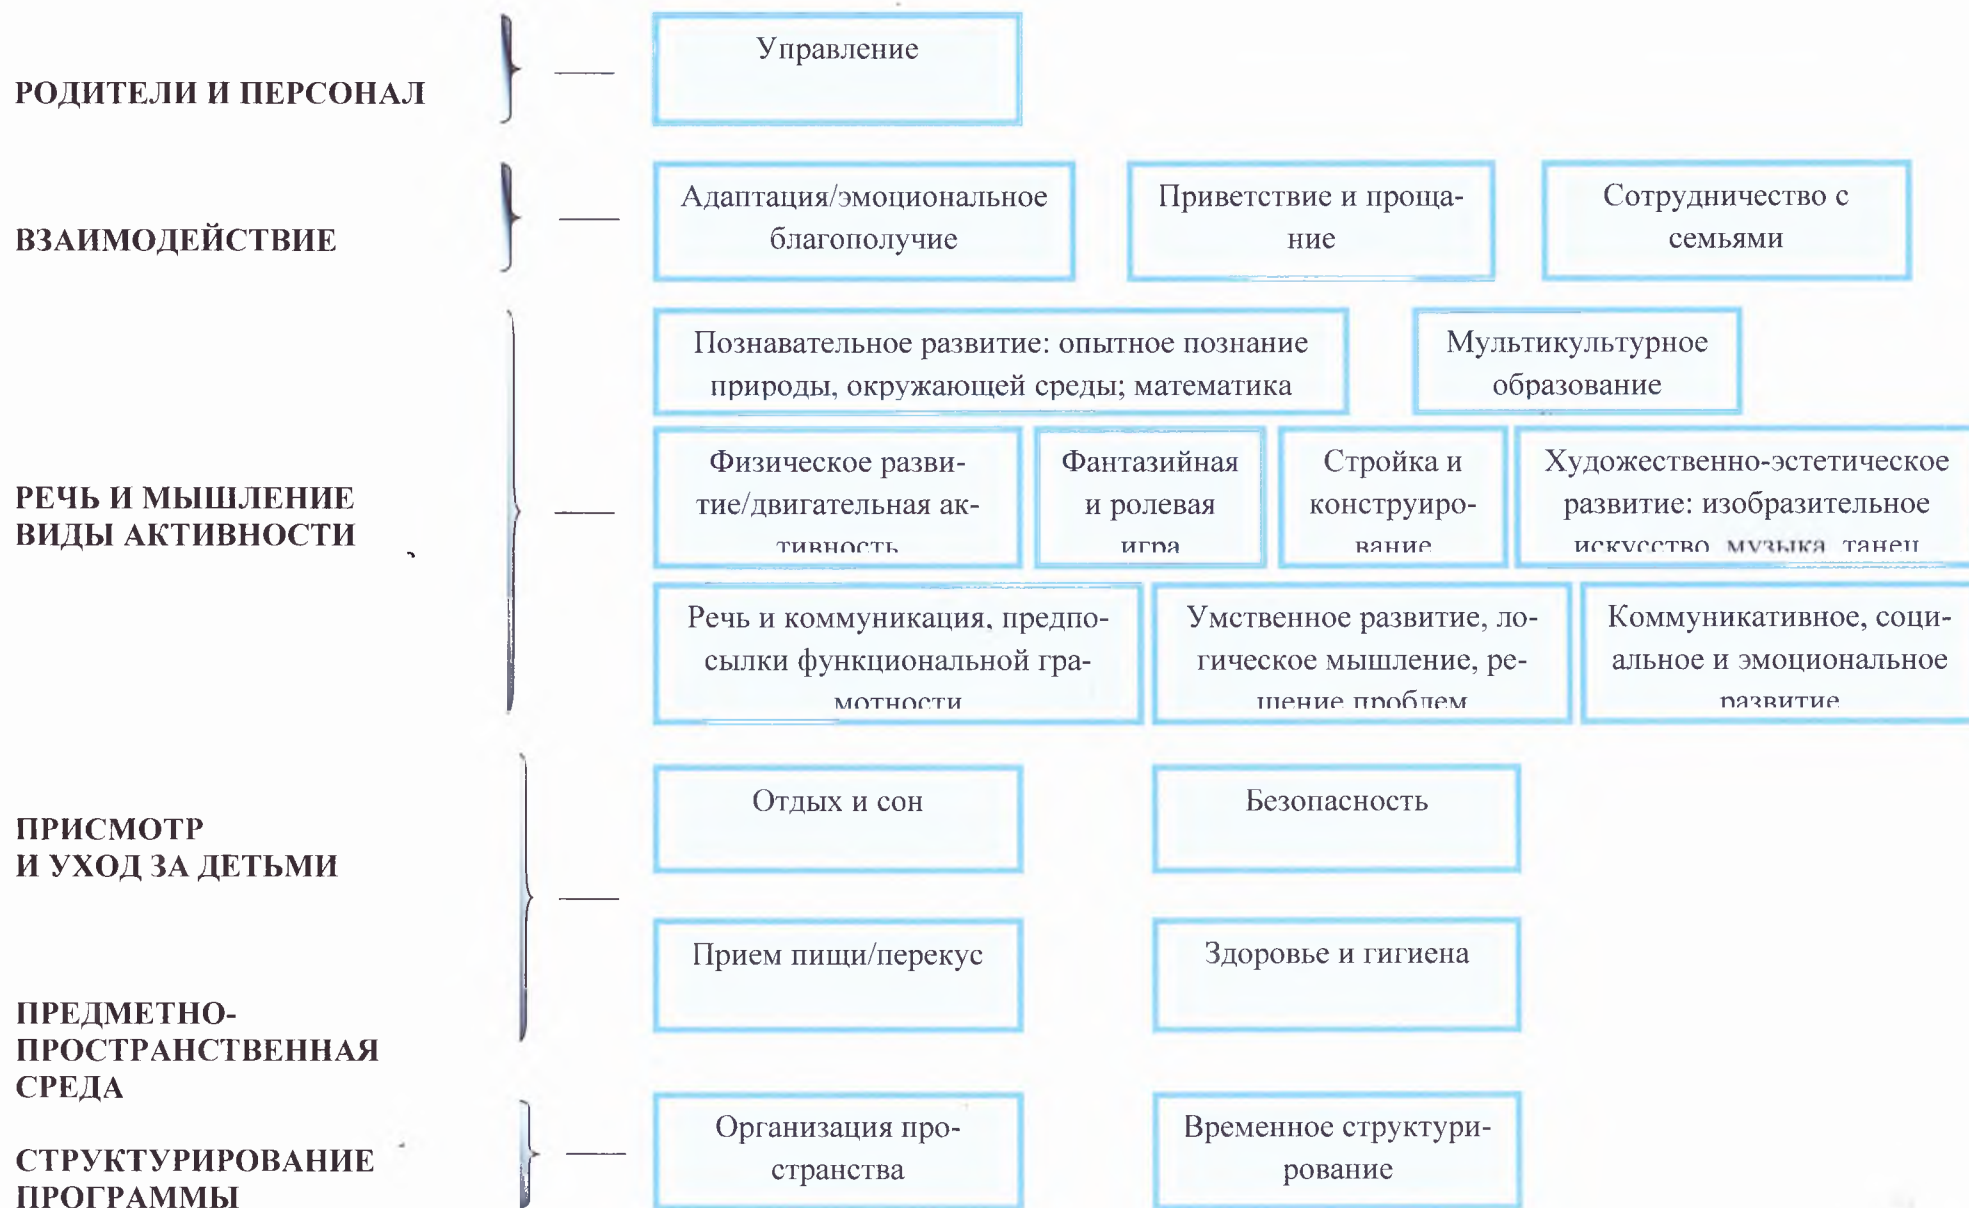 РОДИТЕЛИ И ПЕРСОНАЛ
Управление
ВЗАИМОДЕЙСТВИЕ
Адаптация/эмоциональное
благополучие
Приветствие и проща-
ние
Сотрудничество с
семьями
РЕЧЬ И МЫШЛЕНИЕ
ВИДЫ АКТИВНОСТИ
Познавательное развитие: опытное познание
природы, окружающей среды; математика
Мультикультурное
образование
Физическое разви-
тие/двигательная ак-
тивность
Фантазийная
и ролевая
игра
Стройка и
конструиро-
вание
Художественно-эстетическое
развитие: изобразительное
искусство музыка танец
Речь и коммуникация, предпо-
сылки функциональной гра-
мотности
Умственное развитие, ло-
гическое мышление, ре-
шение проблем
Коммуникативное, соци-
альное и эмоциональное
развитие
ПРИСМОТР
И УХОД ЗА ДЕТЬМИ
Отдых и сон
Безопасность
Прием пищи/перекус
Здоровье и гигиена
ПРЕДМЕТНО-
ПРОСТРАНСТВЕННАЯ
СРЕДА
СТРУКТУРИРОВАНИЕ
ПРОГРАММЫ
Организация про-
странства
Временное структури-
рование